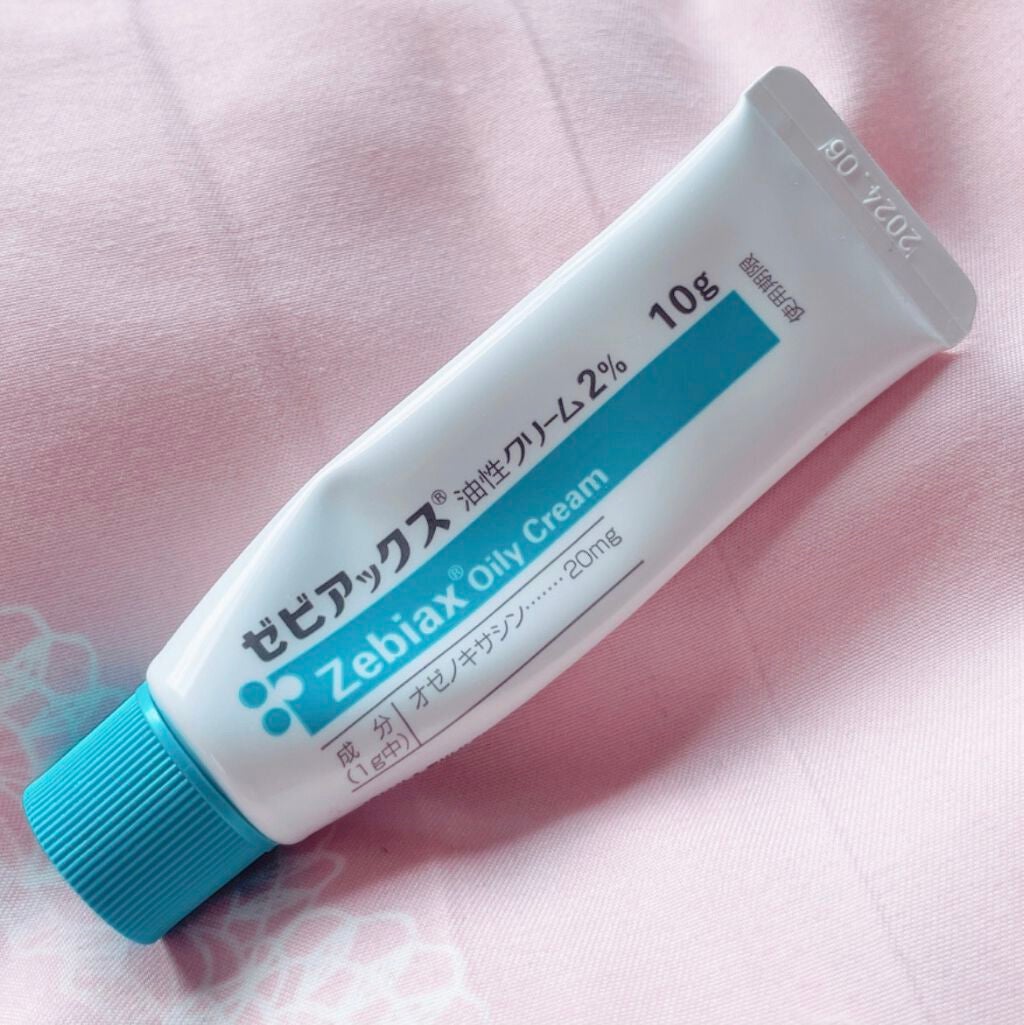 ゼビアックス® 油性クリーム2% 10g
Zebiax® Oily Cream
成分
(1g中)
オゼノキサシン········20mg
使用期限
2024.06